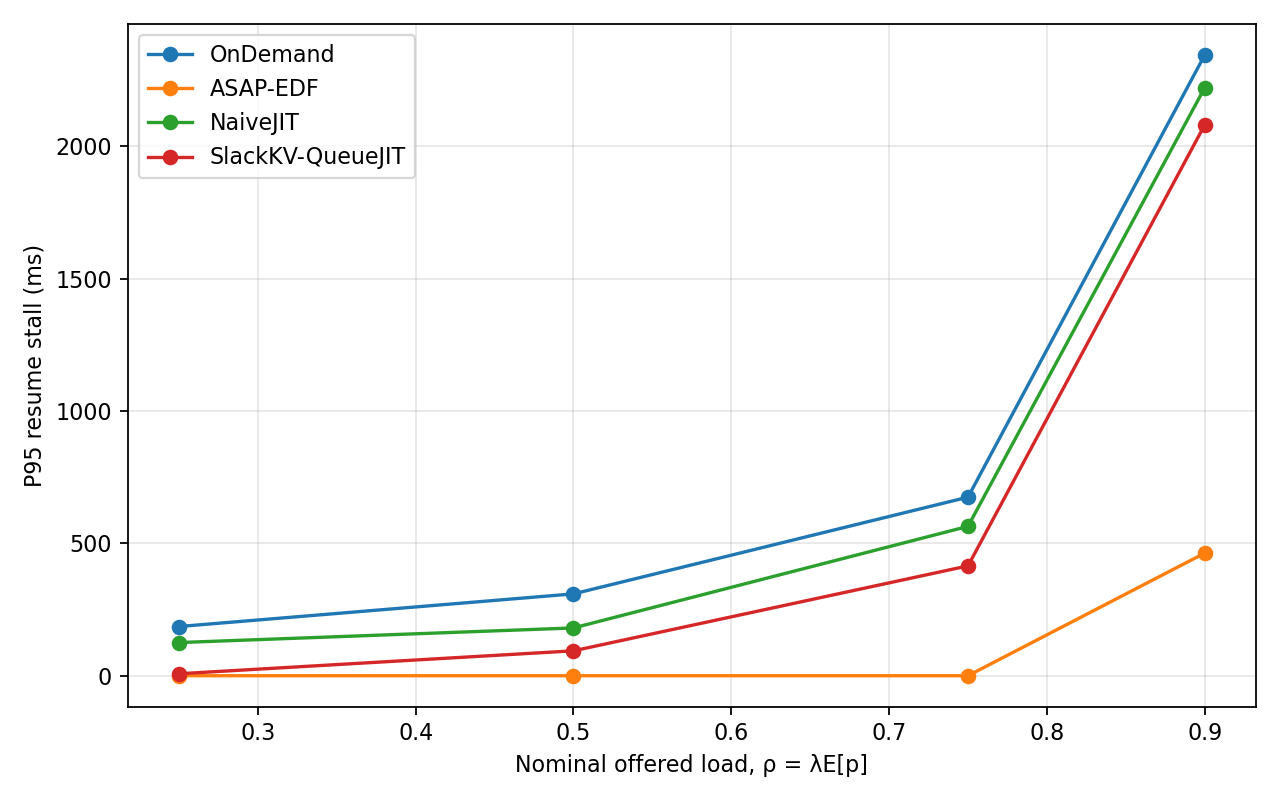 OnDemand
ASAP-EDF
NaiveJIT
SlackKV-QueueJIT
P95 resume stall (ms)
2000
1500
1000
500
0
0.3 0.4 0.5 0.6 0.7 0.8 0.9
Nominal offered load, ρ = λE[p]